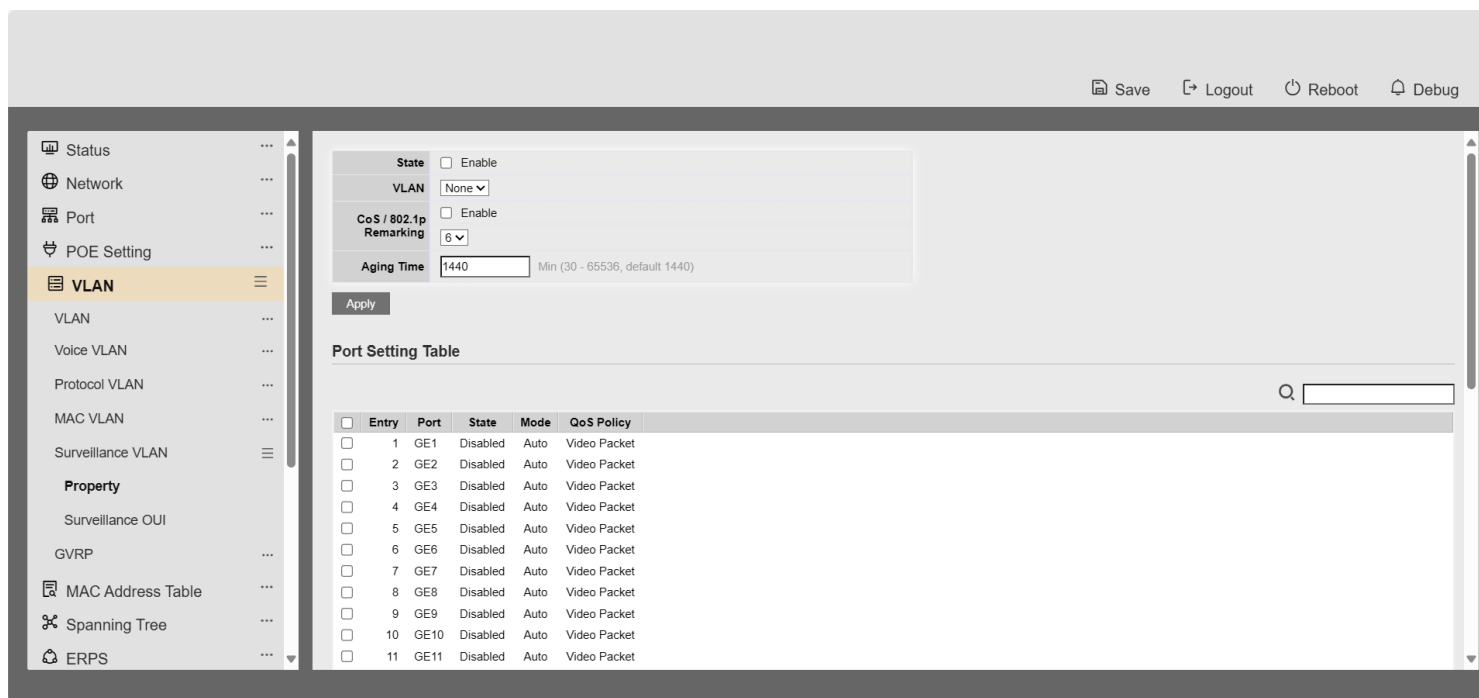 Save Logout Reboot Debug
Status
Network
Port
POE Setting
VLAN
VLAN
Voice VLAN
Protocol VLAN
MAC VLAN
Surveillance VLAN
Property
Surveillance OUI
GVRP
MAC Address Table
Spanning Tree
ERPS
State Enable
VLAN None
CoS / 802.1p
Remarking
Enable
6
Aging Time 1440 Min (30 - 65536, default 1440)
Apply
Port Setting Table
Entry Port State Mode QoS Policy
1 GE1 Disabled Auto Video Packet
2 GE2 Disabled Auto Video Packet
3 GE3 Disabled Auto Video Packet
4 GE4 Disabled Auto Video Packet
5 GE5 Disabled Auto Video Packet
6 GE6 Disabled Auto Video Packet
7 GE7 Disabled Auto Video Packet
8 GE8 Disabled Auto Video Packet
9 GE9 Disabled Auto Video Packet
10 GE10 Disabled Auto Video Packet
11 GE11 Disabled Auto Video Packet